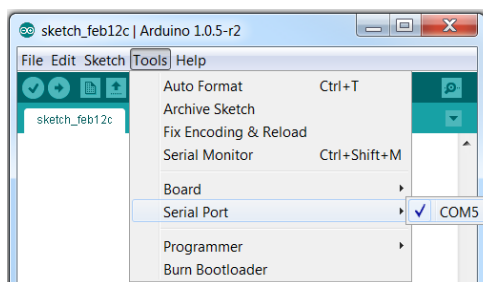 sketch_feb12c | Arduino 1.0.5-r2
File Edit Sketch Tools Help
sketch_feb12c
Auto Format Ctrl+T
Archive Sketch
Fix Encoding & Reload
Serial Monitor Ctrl+Shift+M
Board
Serial Port
COM5
Programmer
Burn Bootloader